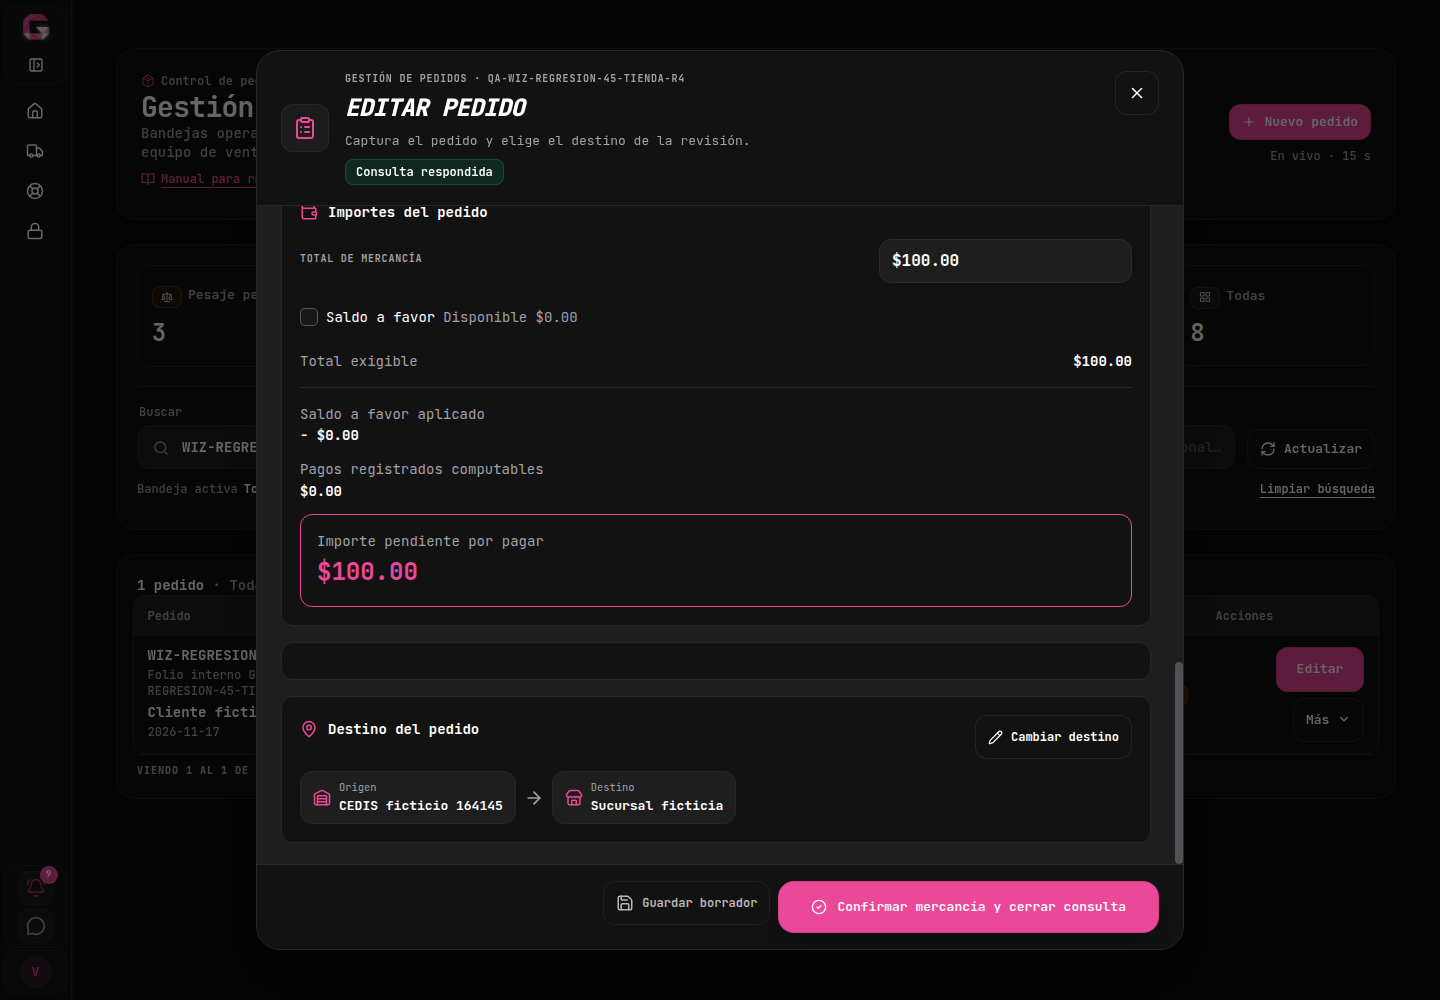 GESTIÓN DE PEDIDOS · QA-WIZ-REGRESION-45-TIENDA-R4
EDITAR PEDIDO
Captura el pedido y elige el destino de la revisión.
Consulta respondida
Importes del pedido
TOTAL DE MERCANCÍA
$100.00
Saldo a favor Disponible $0.00
Total exigible
$100.00
Saldo a favor aplicado
- $0.00
Pagos registrados computables
$0.00
Importe pendiente por pagar
$100.00
Destino del pedido
Cambiar destino
Origen
CEDIS ficticio 164145
Destino
Sucursal ficticia
Guardar borrador
Confirmar mercancía y cerrar consulta
Control de pe
Gestión
Bandejas opera
equipo de vent
Manual para r
Nuevo pedido
En vivo · 15 s
Pesaje pe
3
Todas
8
Buscar
WIZ-REGRE
onal…
Actualizar
Bandeja activa To
Limpiar búsqueda
1 pedido · Toda
Pedido
Acciones
WIZ-REGRESION
Folio interno G
REGRESION-45-TI
Cliente ficti
2026-11-17
Editar
Más
VIENDO 1 AL 1 DE
9
V